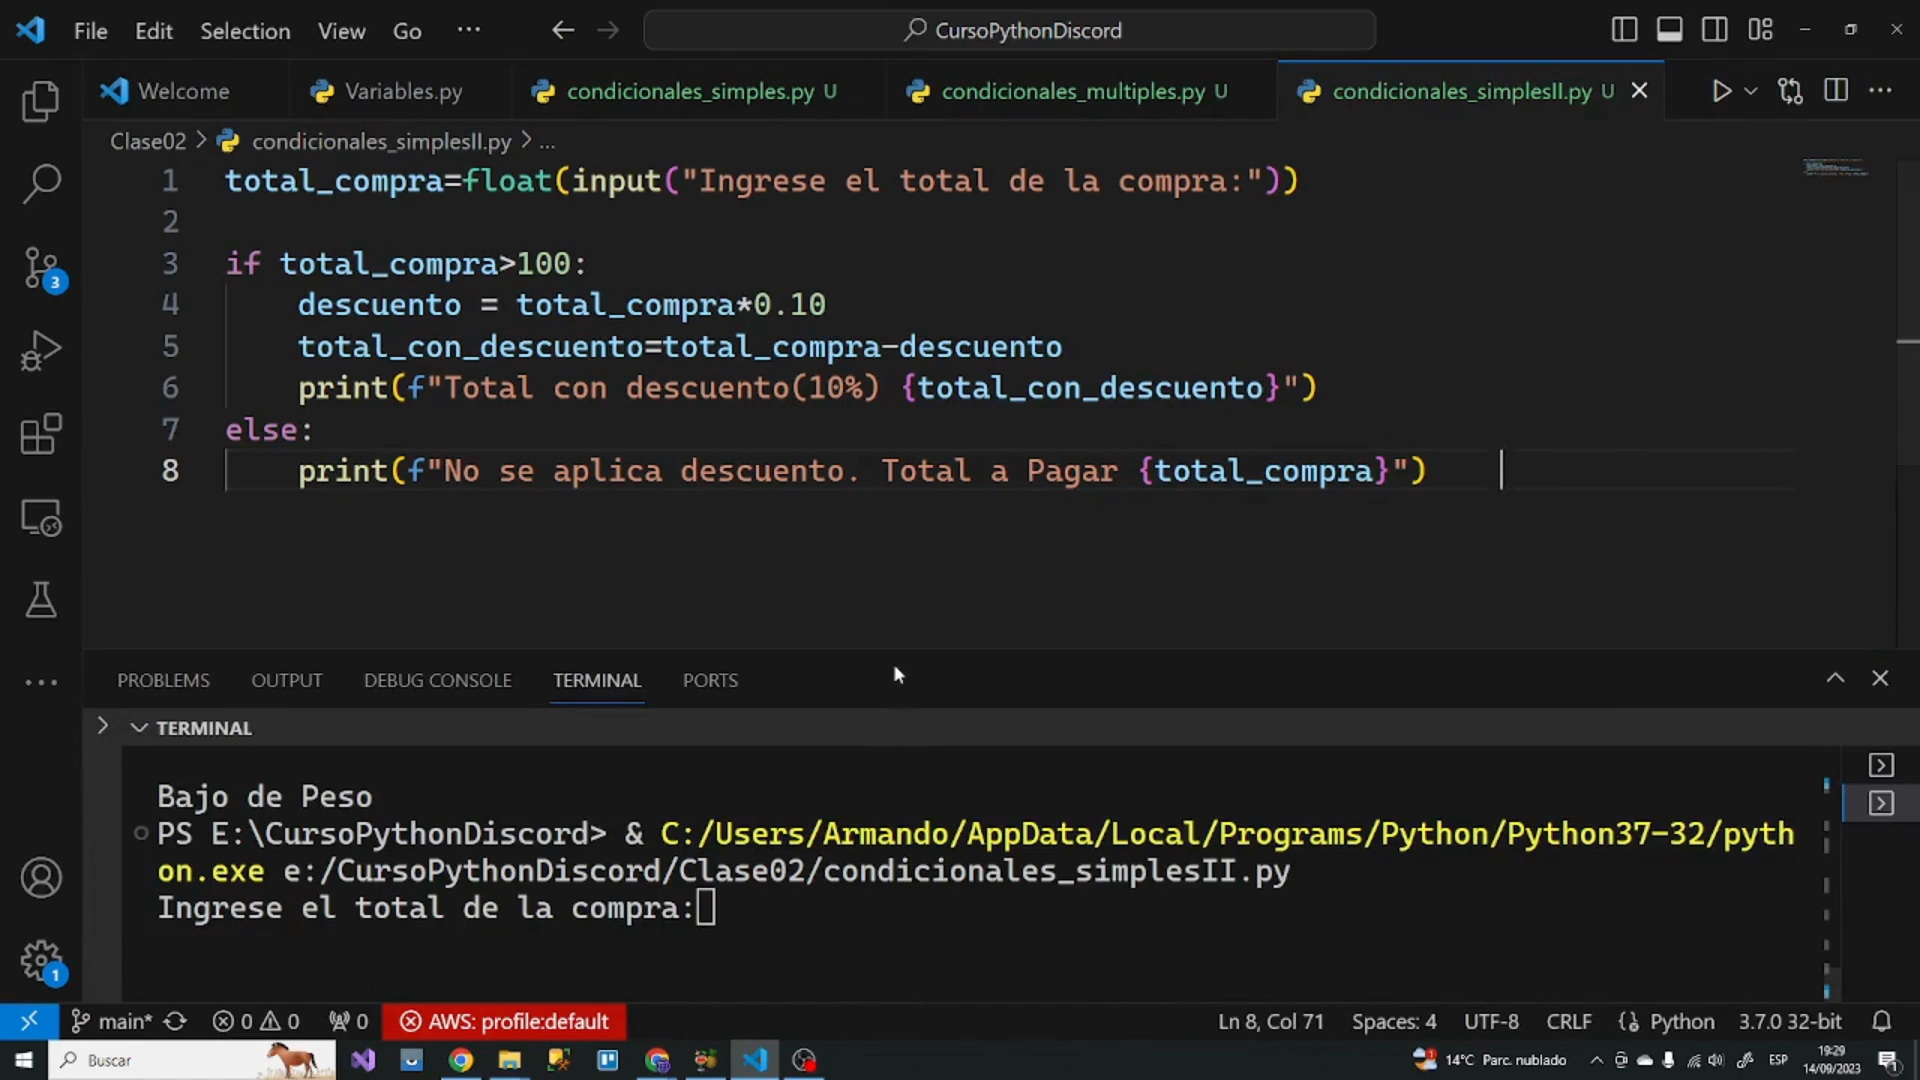 File Edit Selection View Go ... CursoPythonDiscord
Welcome Variables.py condicionales_simples.py U condicionales_multiples.py U condicionales_simplesII.py U
Clase02 > condicionales_simplesII.py > ...
1 total_compra=float(input("Ingrese el total de la compra:"))
2
3 if total_compra>100:
4 descuento = total_compra*0.10
5 total_con_descuento=total_compra-descuento
6 print(f"Total con descuento(10%) {total_con_descuento}")
7 else:
8 print(f"No se aplica descuento. Total a Pagar {total_compra}")
3
PROBLEMS OUTPUT DEBUG CONSOLE TERMINAL PORTS
TERMINAL
Bajo de Peso
PS E:\CursoPythonDiscord> & C:/Users/Armando/AppData/Local/Programs/Python/Python37-32/pyth
on.exe e:/CursoPythonDiscord/Clase02/condicionales_simplesII.py
Ingrese el total de la compra:
1
main* 0 0 0 AWS: profile:default Ln 8, Col 71 Spaces: 4 UTF-8 CRLF Python 3.7.0 32-bit
Buscar 14°C Parc. nublado ESP 19:29
14/09/2023